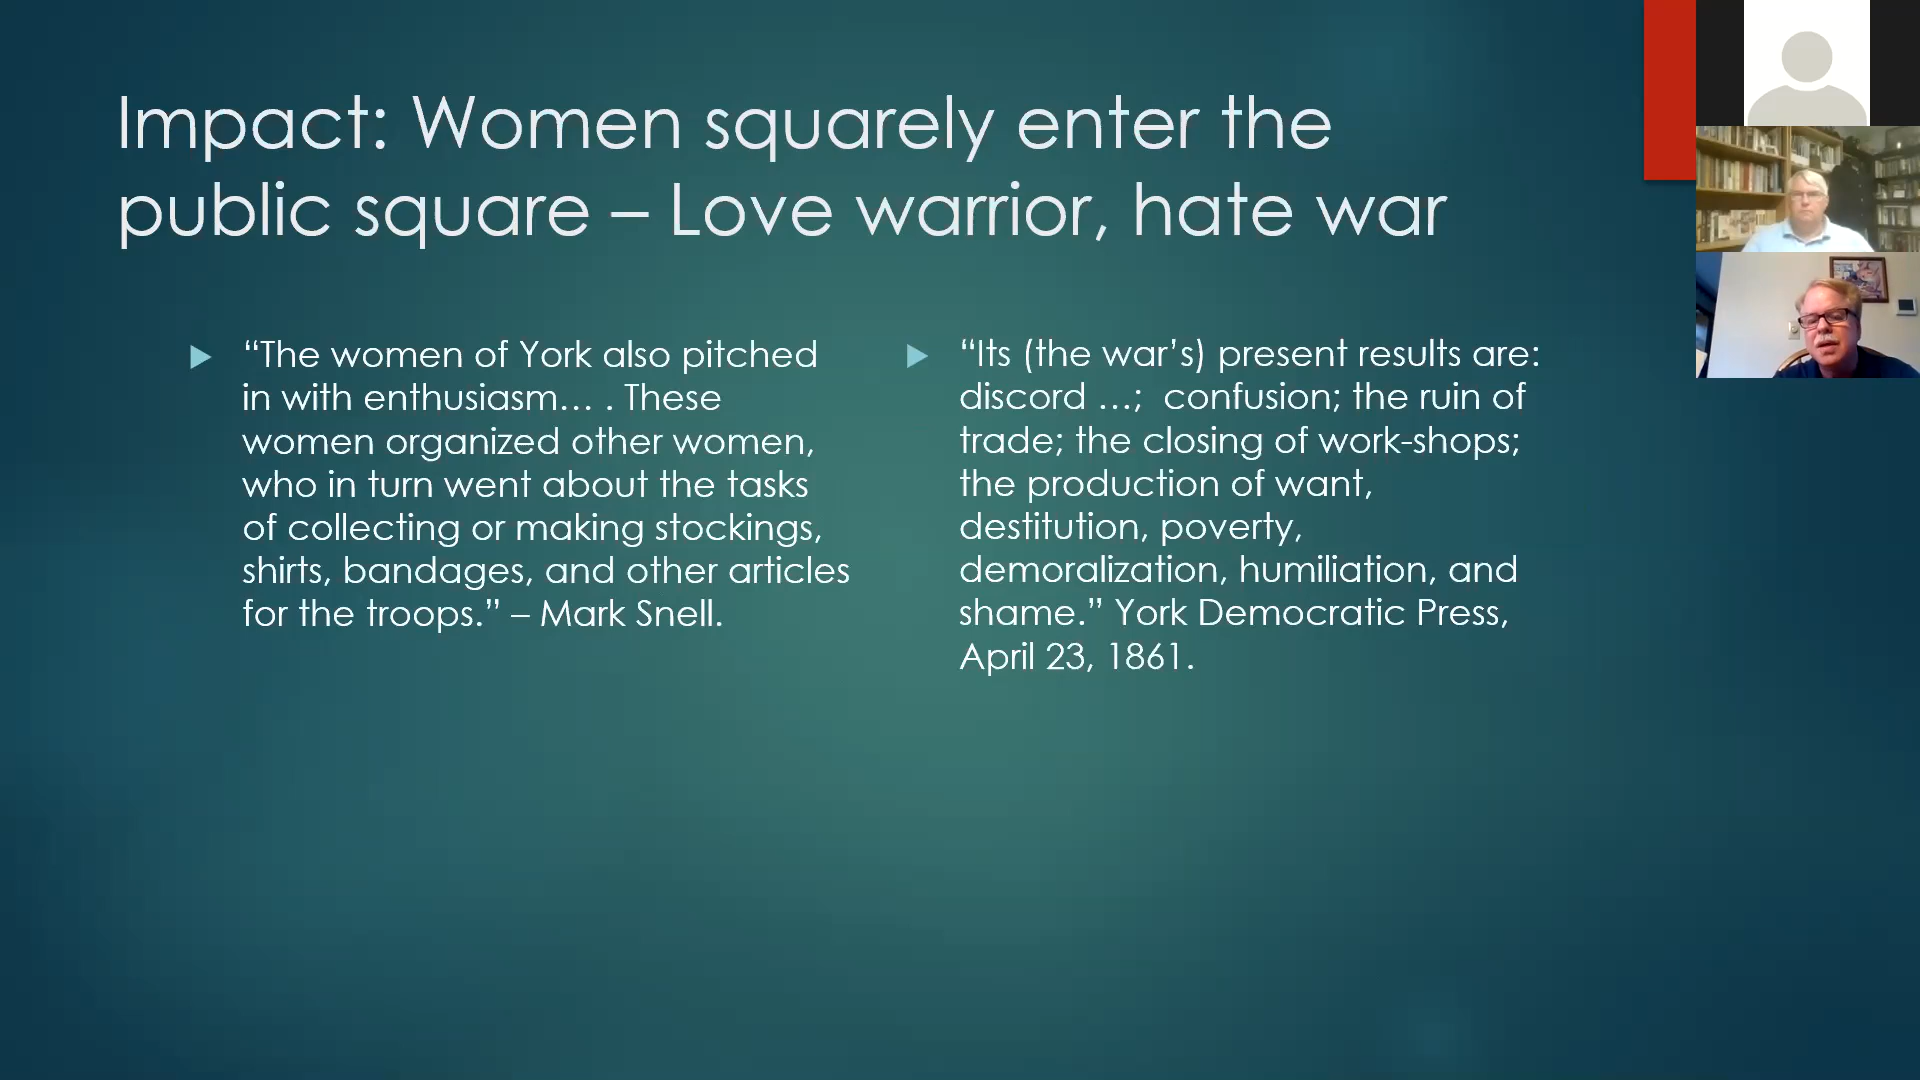 Impact: Women squarely enter the
public square – Love warrior, hate war
“The women of York also pitched
in with enthusiasm… . These
women organized other women,
who in turn went about the tasks
of collecting or making stockings,
shirts, bandages, and other articles
for the troops.” – Mark Snell.
“Its (the war’s) present results are:
discord …;  confusion; the ruin of
trade; the closing of work-shops;
the production of want,
destitution, poverty,
demoralization, humiliation, and
shame.” York Democratic Press,
April 23, 1861.